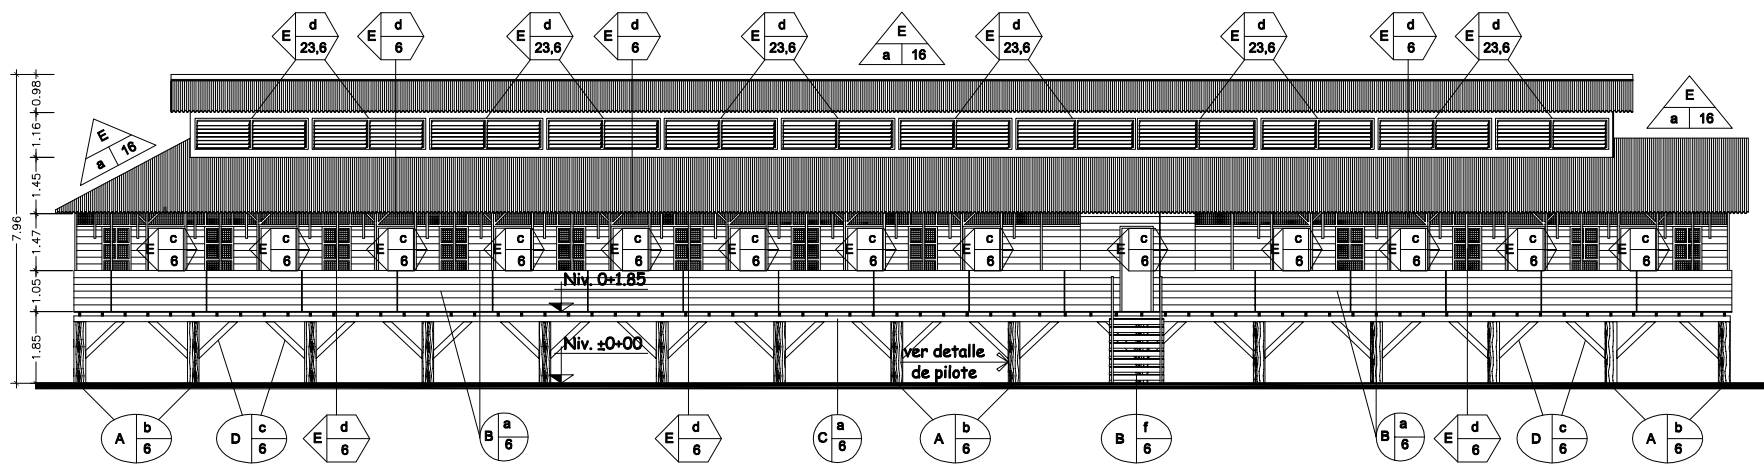 E d 23,6
E d 6
E d 23,6
E d 6
E d 23,6
E a 16
E d 23,6
E d 23,6
E d 6
E d 23,6
E a 16
E a 16
0.98
1.16
1.45
1.47
1.05
1.85
7.96
E c 6
E c 6
E c 6
E c 6
E c 6
E c 6
E c 6
E c 6
E c 6
E c 6
E c 6
E c 6
E c 6
Niv. 0+1.85
Niv. ±0+00
ver detalle
de pilote
A b 6
D c 6
E d 6
B a 6
E d 6
C a 6
A b 6
B f 6
B a 6
E d 6
D c 6
A b 6